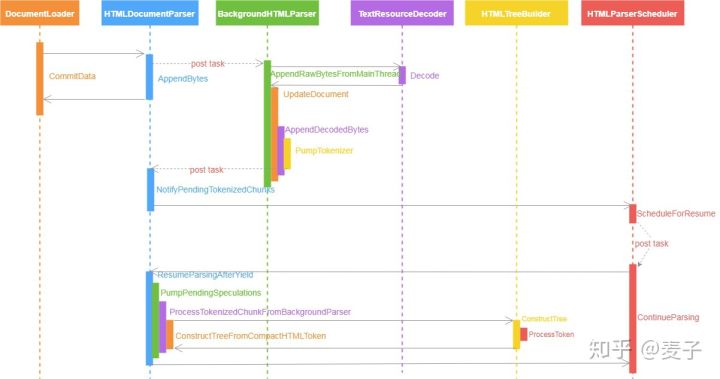 DocumentLoader
HTMLDocumentParser
BackgroundHTMLParser
TextResourceDecoder
HTMLTreeBuilder
HTMLParserScheduler
CommitData
post task
AppendBytes
AppendRawBytesFromMainThread
Decode
UpdateDocument
AppendDecodedBytes
PumpTokenizer
post task
NotifyPendingTokenizedChunks
ScheduleForResume
post task
ResumeParsingAfterYield
PumpPendingSpeculations
ProcessTokenizedChunkFromBackgroundParser
ConstructTree
ContinueParsing
ConstructTreeFromCompactHTMLToken
ProcessToken
知乎 @麦子